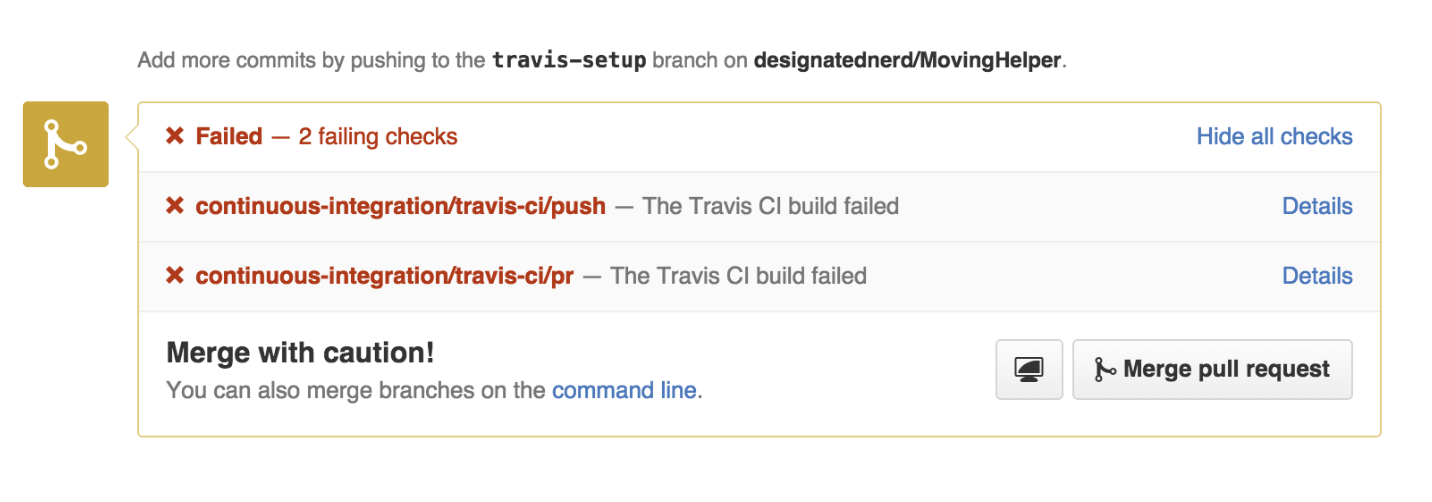 Add more commits by pushing to the travis-setup branch on designatednerd/MovingHelper.
Failed — 2 failing checks Hide all checks
continuous-integration/travis-ci/push — The Travis CI build failed Details
continuous-integration/travis-ci/pr — The Travis CI build failed Details
Merge with caution!
You can also merge branches on the command line.
Merge pull request